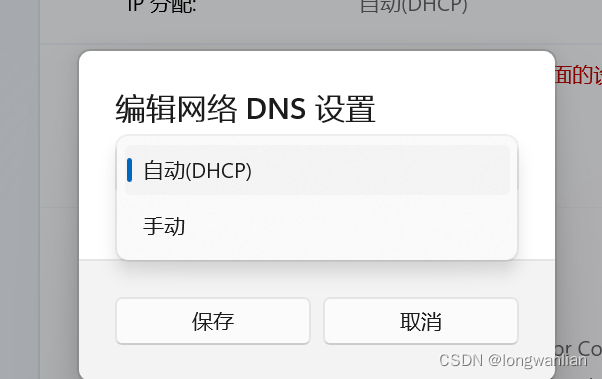 IP 分配:
自动(DHCP)
面的设
编辑网络 DNS 设置
自动(DHCP)
手动
保存
取消
or Co
CSDN @longwanlian